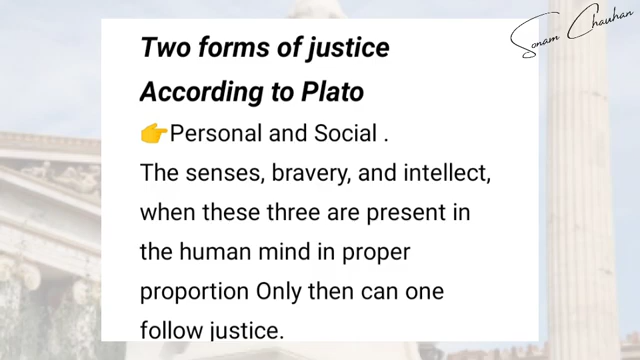 Sonam Chauhan
Two forms of justice
According to Plato
👉Personal and Social .
The senses, bravery, and intellect,
when these three are present in
the human mind in proper
proportion Only then can one
follow justice.